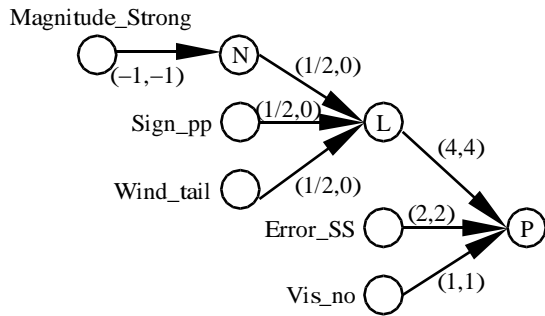 Magnitude_Strong
N
(–1,–1)
(1/2,0)
Sign_pp
(1/2,0)
L
Wind_tail
(1/2,0)
(4,4)
Error_SS
(2,2)
P
Vis_no
(1,1)